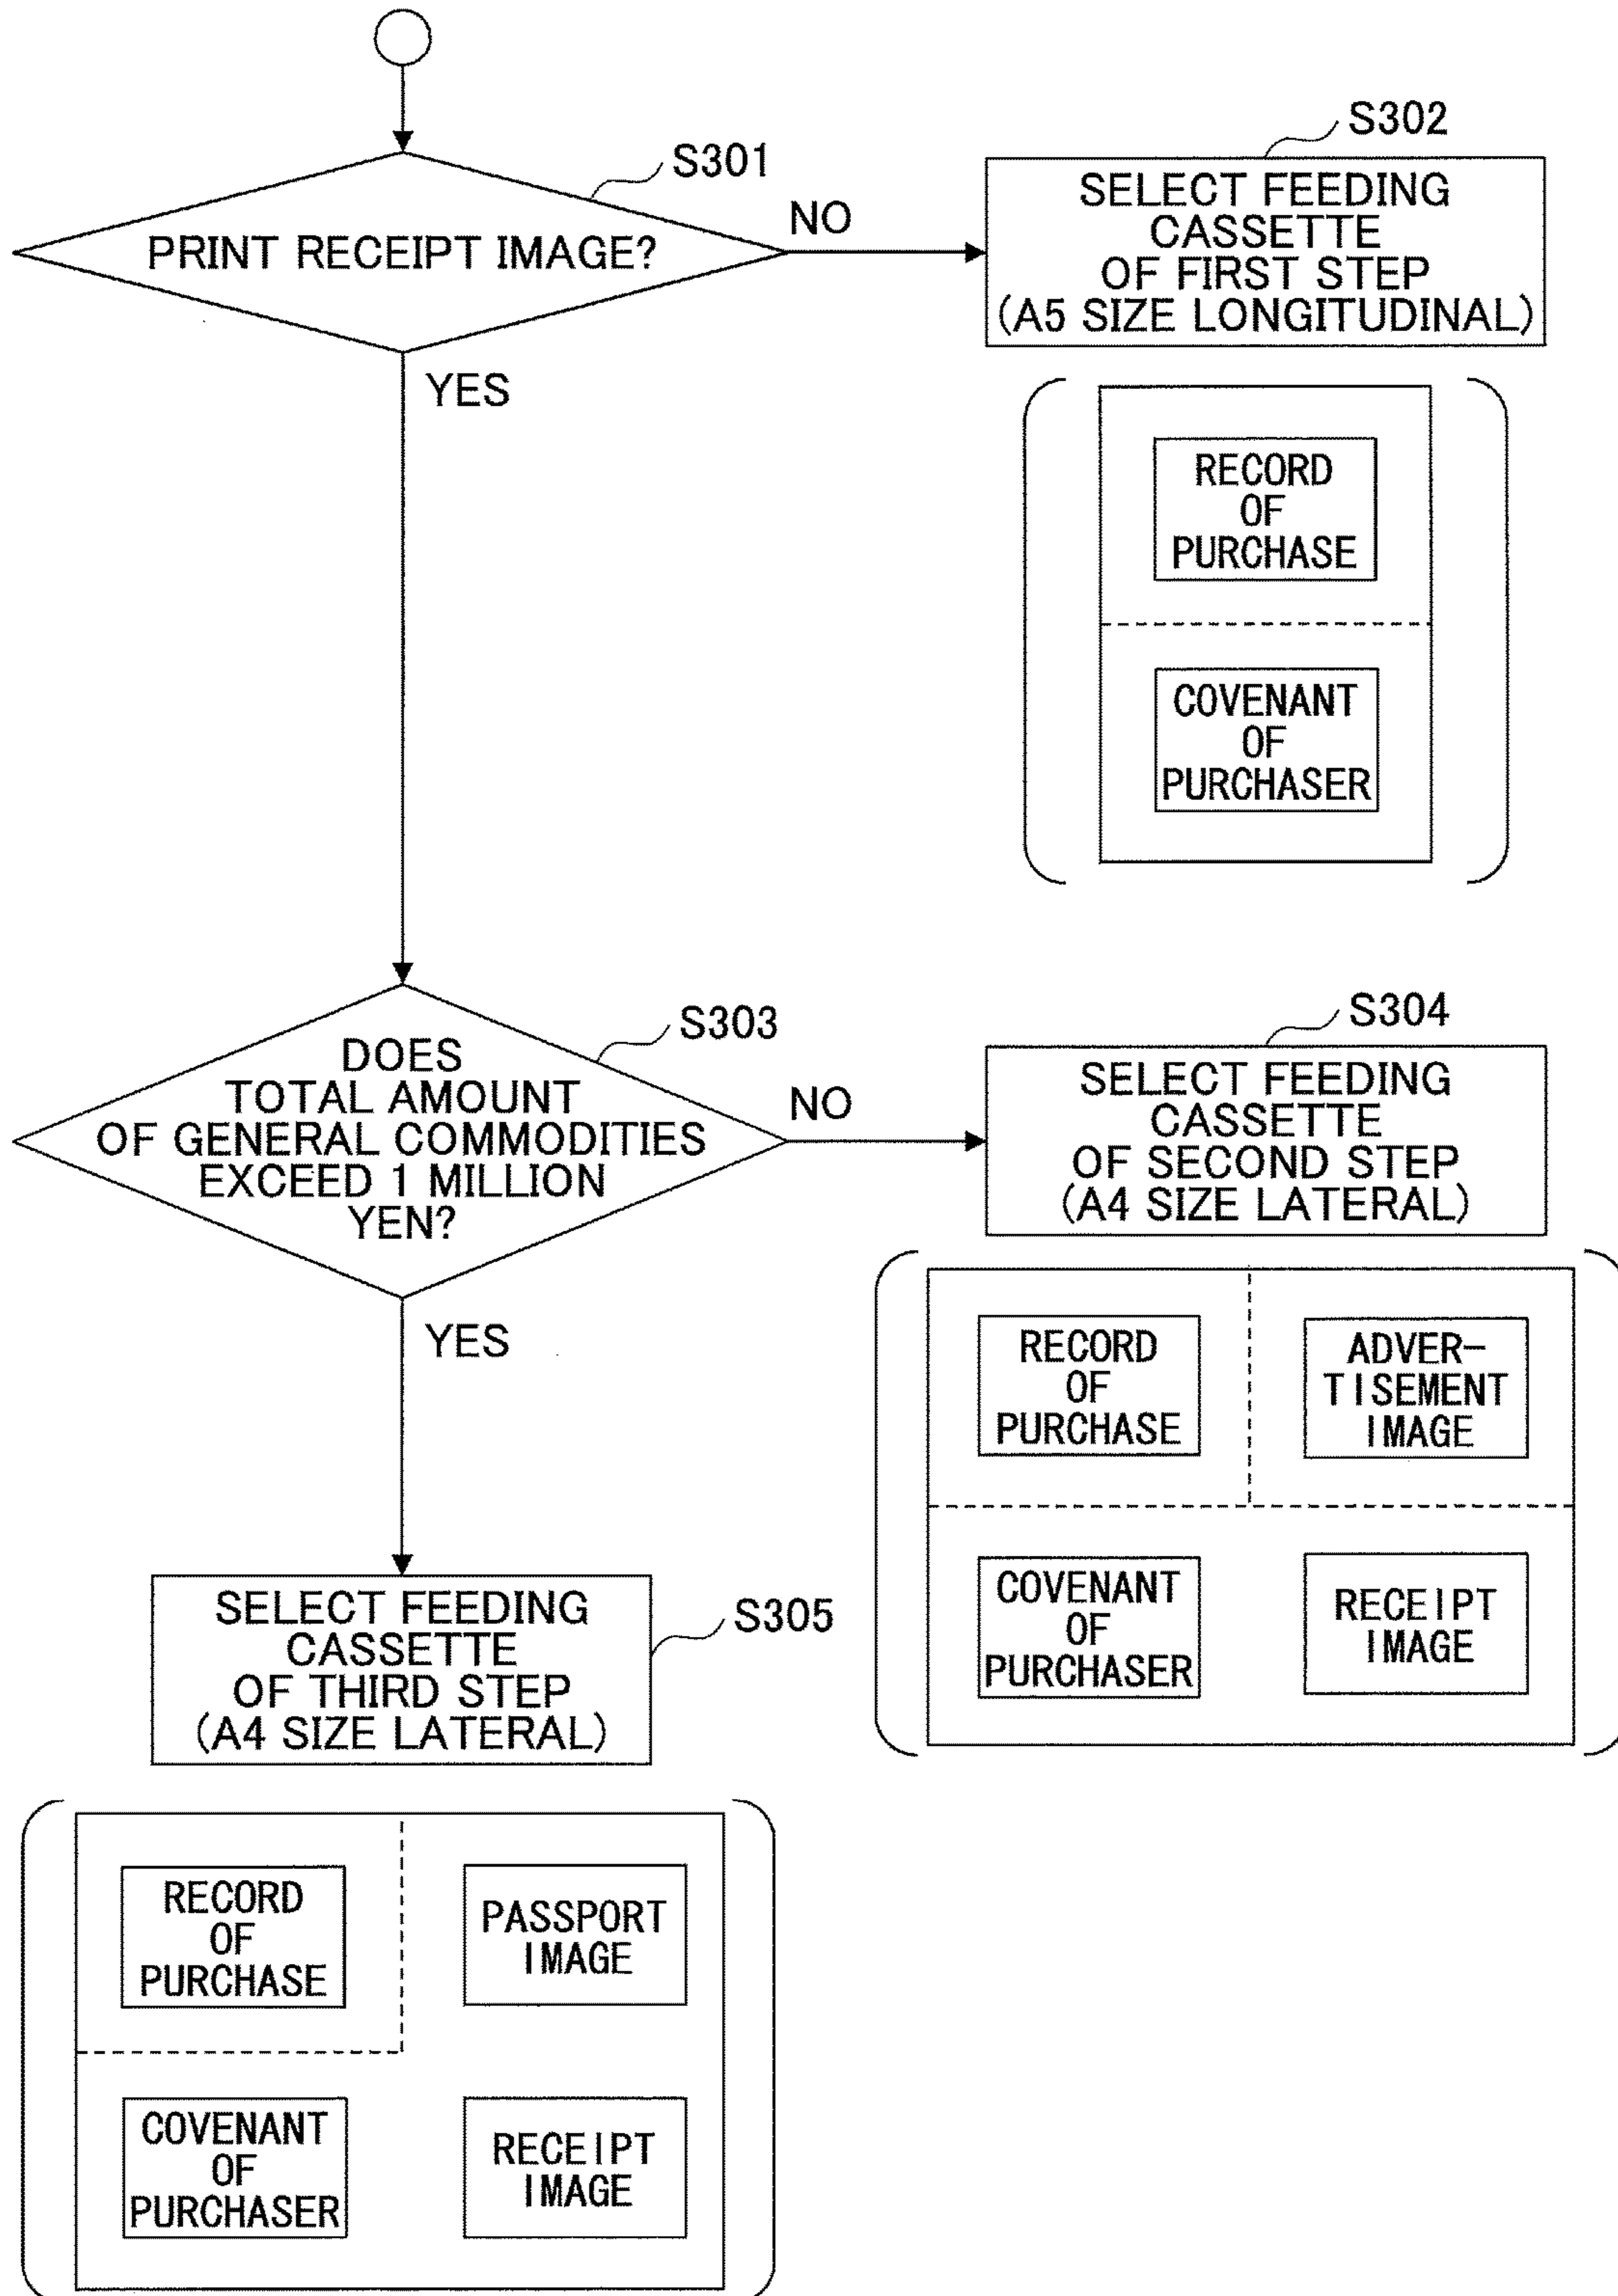 S301
PRINT RECEIPT IMAGE?
NO
YES
S302
SELECT FEEDING
CASSETTE
OF FIRST STEP
(A5 SIZE LONGITUDINAL)
RECORD
OF
PURCHASE
COVENANT
OF
PURCHASER
S303
DOES
TOTAL AMOUNT
OF GENERAL COMMODITIES
EXCEED 1 MILLION
YEN?
NO
YES
S304
SELECT FEEDING
CASSETTE
OF SECOND STEP
(A4 SIZE LATERAL)
RECORD
OF
PURCHASE
ADVER-
TISEMENT
IMAGE
COVENANT
OF
PURCHASER
RECEIPT
IMAGE
S305
SELECT FEEDING
CASSETTE
OF THIRD STEP
(A4 SIZE LATERAL)
RECORD
OF
PURCHASE
PASSPORT
IMAGE
COVENANT
OF
PURCHASER
RECEIPT
IMAGE